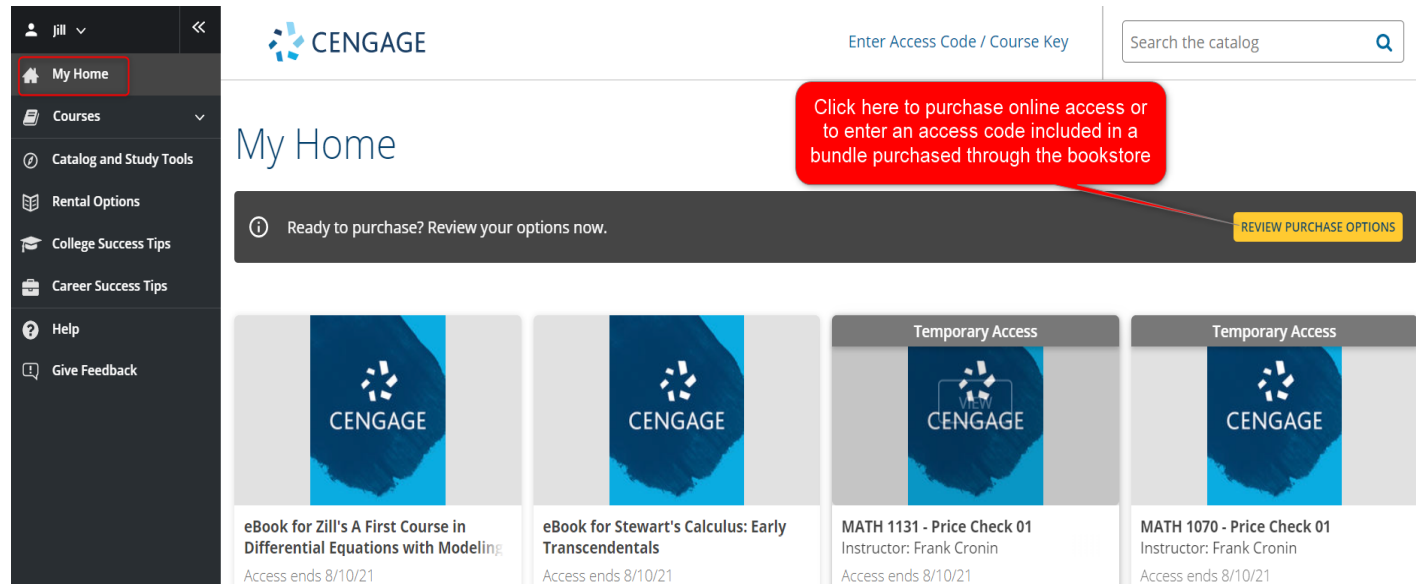 Jill
My Home
Courses
Catalog and Study Tools
Rental Options
College Success Tips
Career Success Tips
Help
Give Feedback
CENGAGE
Enter Access Code / Course Key
Search the catalog
My Home
Click here to purchase online access or
to enter an access code included in a
bundle purchased through the bookstore
Ready to purchase? Review your options now.
REVIEW PURCHASE OPTIONS
CENGAGE
eBook for Zill's A First Course in
Differential Equations with Modeling
Access ends 8/10/21
CENGAGE
eBook for Stewart's Calculus: Early
Transcendentals
Access ends 8/10/21
Temporary Access
VIEW
CENGAGE
MATH 1131 - Price Check 01
Instructor: Frank Cronin
Access ends 8/10/21
Temporary Access
CENGAGE
MATH 1070 - Price Check 01
Instructor: Frank Cronin
Access ends 8/10/21